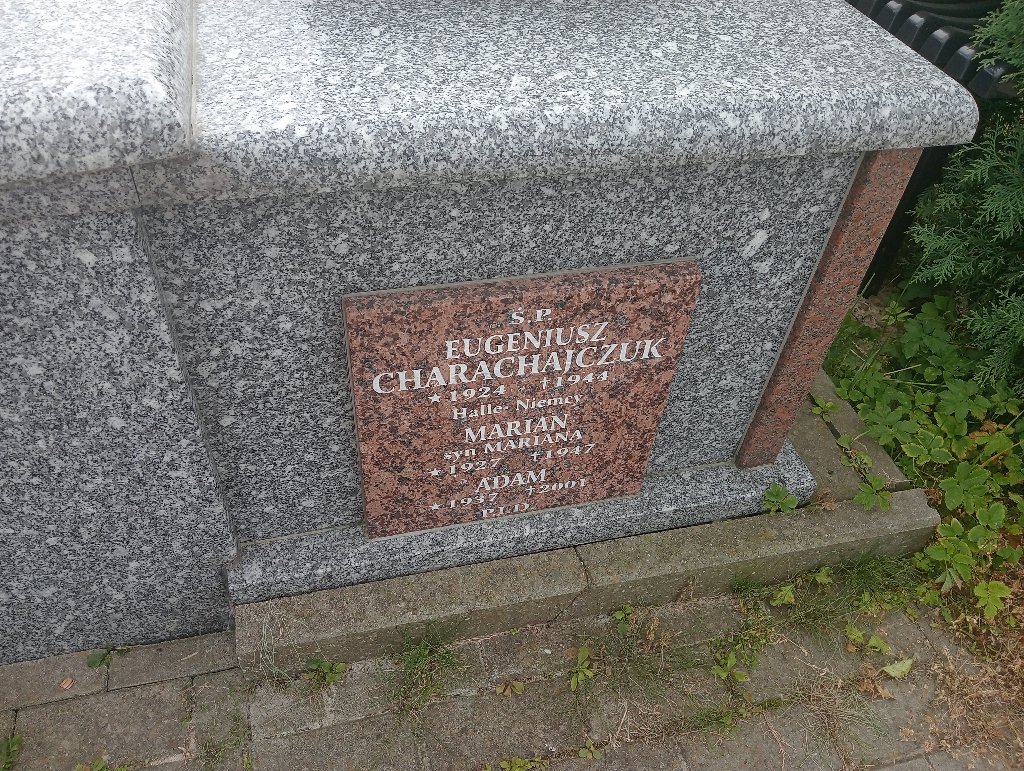 S.P.
EUGENIUSZ
CHARACHAJCZUK
★1924 †1944
Halle-Niemcy
MARIAN
syn MARIANA
★1927 †1947
ADAM
★1937 †2001
P.I.D.